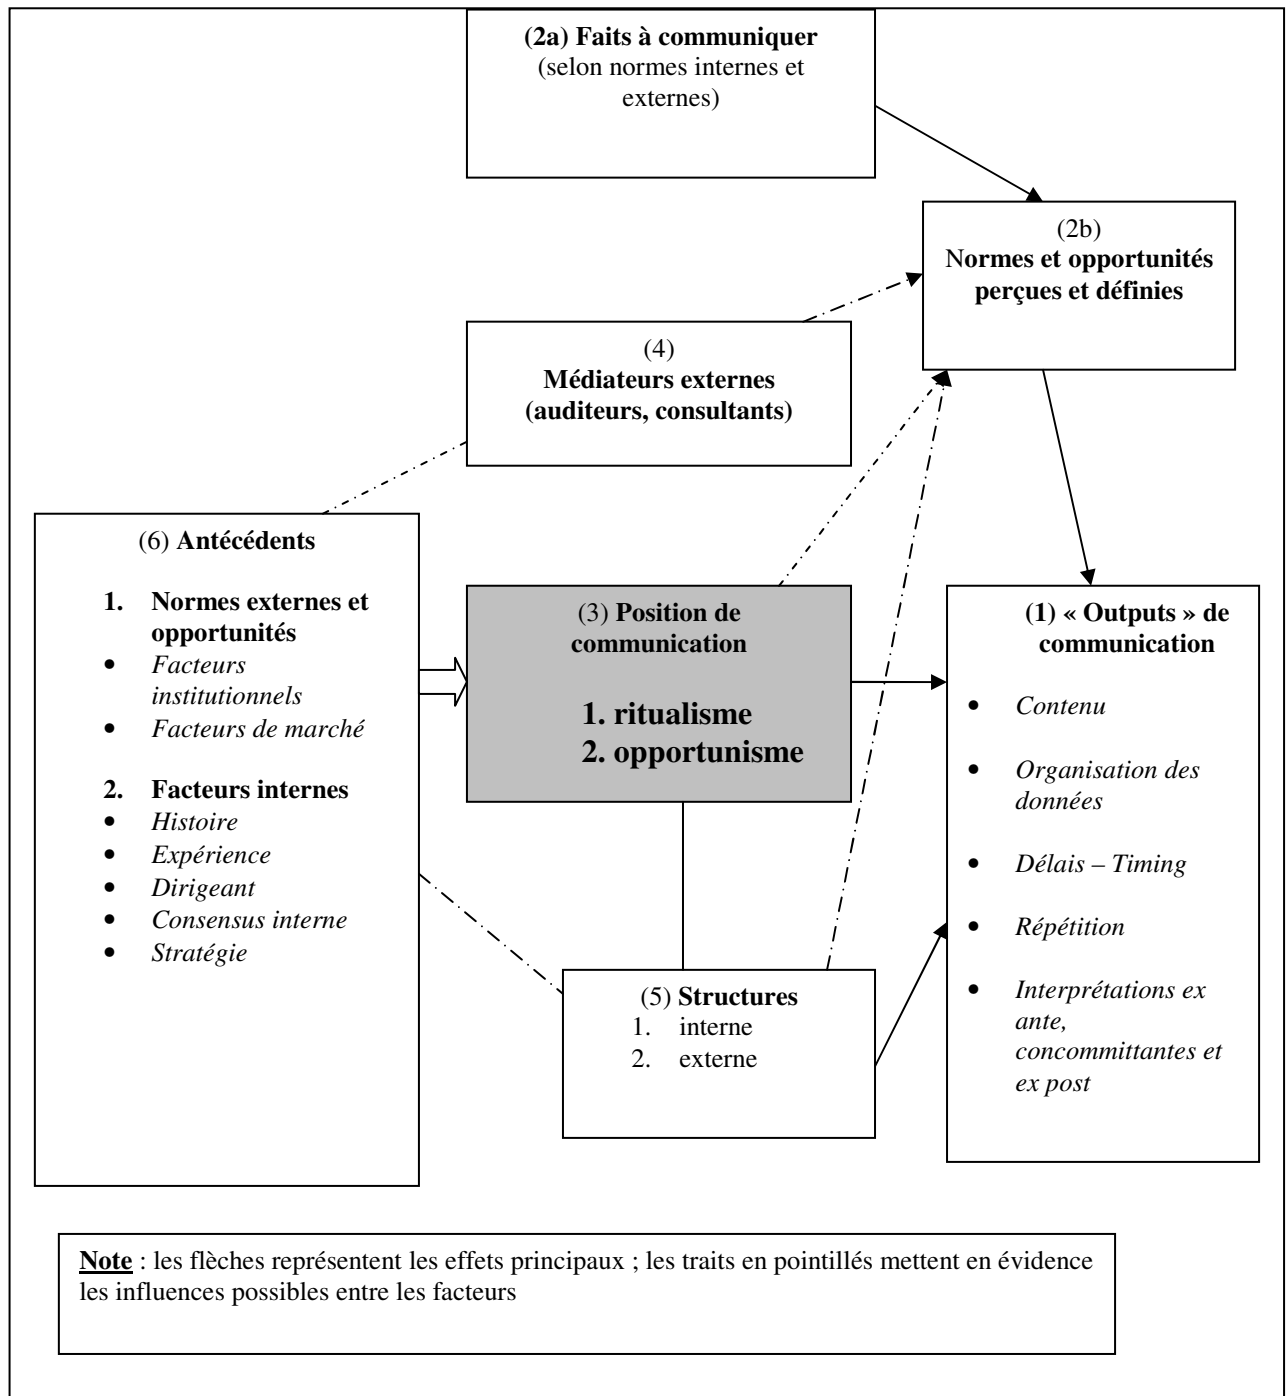 (2a) Faits à communiquer
(selon normes internes et
externes)
(2b)
Normes et opportunités
perçues et définies
(4)
Médiateurs externes
(auditeurs, consultants)
(6) Antécédents
1. Normes externes et
opportunités
• Facteurs
institutionnels
• Facteurs de marché
2. Facteurs internes
• Histoire
• Expérience
• Dirigeant
• Consensus interne
• Stratégie
(3) Position de
communication
1. ritualisme
2. opportunisme
(1) « Outputs » de
communication
• Contenu
• Organisation des
données
• Délais – Timing
• Répétition
• Interprétations ex
ante,
concommittantes et
ex post
(5) Structures
1. interne
2. externe
Note : les flèches représentent les effets principaux ; les traits en pointillés mettent en évidence
les influences possibles entre les facteurs